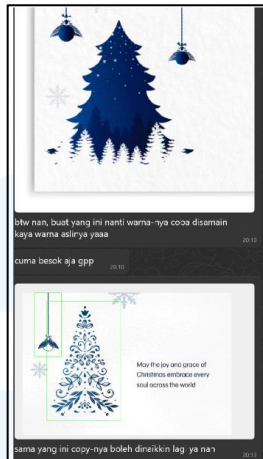 btw nan, buat yang ini nanti warna-nya coba disamain
kaya warna aslinya yaaa
20:13
cuma besok aja gpp
20:10
May the joy and grace of
Christmas embrace every
soul across the world
sama yang ini copy-nya boleh dinaikkin lagi ya nan
20:13